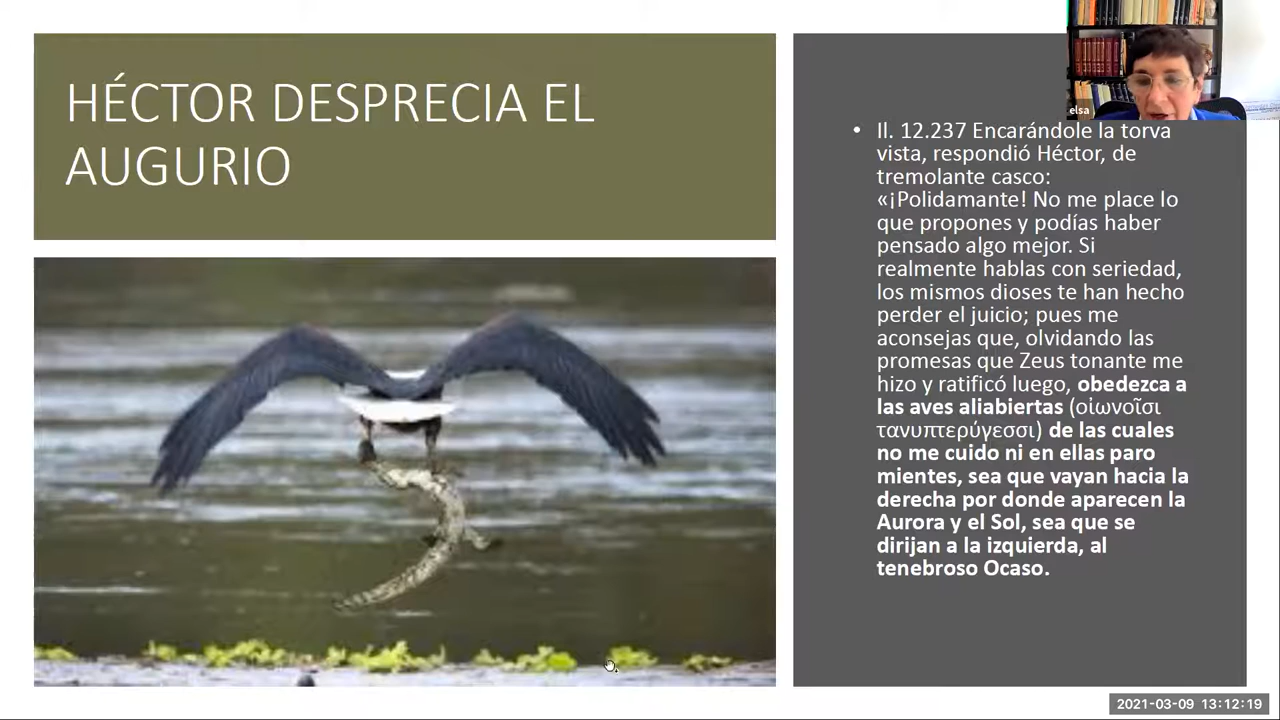 HÉCTOR DESPRECIA EL
AUGURIO
elsa
• Il. 12.237 Encarándole la torva
vista, respondió Héctor, de
tremolante casco:
«¡Polidamante! No me place lo
que propones y podías haber
pensado algo mejor. Si
realmente hablas con seriedad,
los mismos dioses te han hecho
perder el juicio; pues me
aconsejas que, olvidando las
promesas que Zeus tonante me
hizo y ratificó luego, obedezca a
las aves aliabiertas (οἰωνοῖσι
τανυπτερύγεσσι) de las cuales
no me cuido ni en ellas paro
mientes, sea que vayan hacia la
derecha por donde aparecen la
Aurora y el Sol, sea que se
dirijan a la izquierda, al
tenebroso Ocaso.
2021-03-09 13:12:19